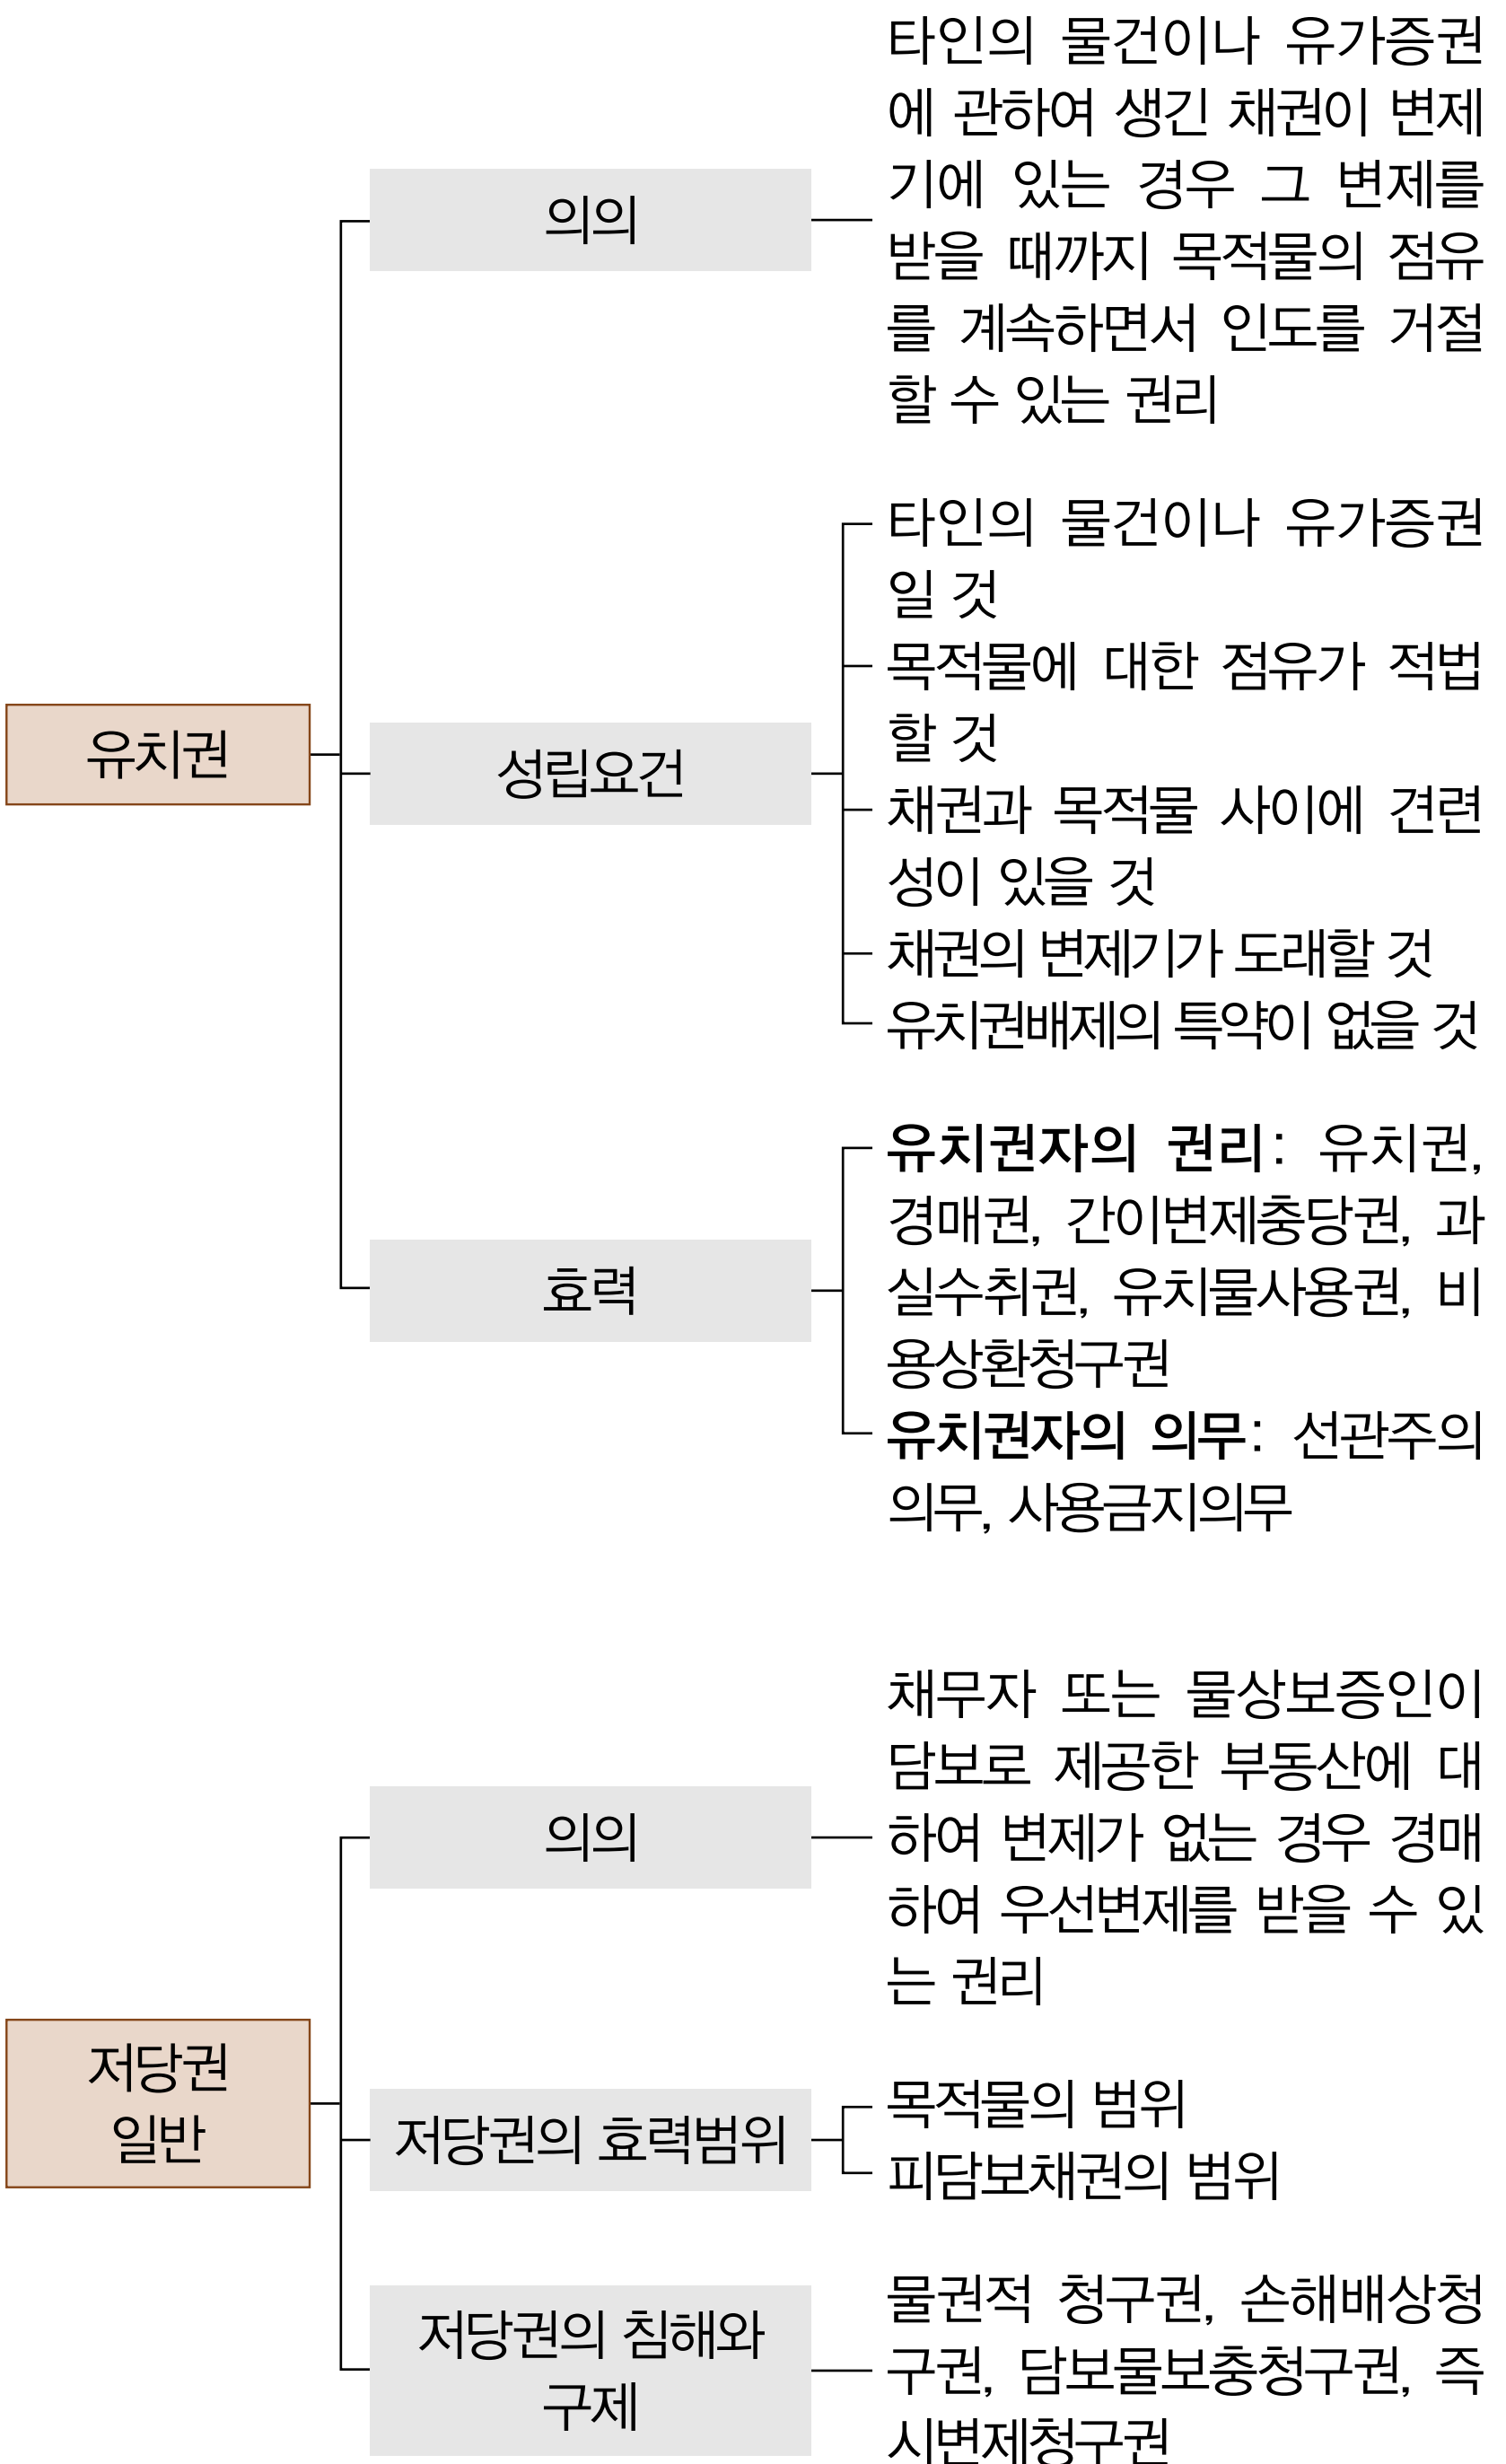 유치권
의의
타인의 물건이나 유가증권
에 관하여 생긴 채권이 변제
기에 있는 경우 그 변제를
받을 때까지 목적물의 점유
를 계속하면서 인도를 거절
할 수 있는 권리
성립요건
타인의 물건이나 유가증권
일 것
목적물에 대한 점유가 적법
할 것
채권과 목적물 사이에 견련
성이 있을 것
채권의 변제기가 도래할 것
유치권배제의 특약이 없을 것
효력
유치권자의 권리: 유치권,
경매권, 간이변제충당권, 과
실수취권, 유치물사용권, 비
용상환청구권
유치권자의 의무: 선관주의
의무, 사용금지의무
저당권
일반
의의
채무자 또는 물상보증인이
담보로 제공한 부동산에 대
하여 변제가 없는 경우 경매
하여 우선변제를 받을 수 있
는 권리
저당권의 효력범위
목적물의 범위
피담보채권의 범위
저당권의 침해와
구제
물권적 청구권, 손해배상청
구권, 담보물보충청구권, 즉
시변제청구권